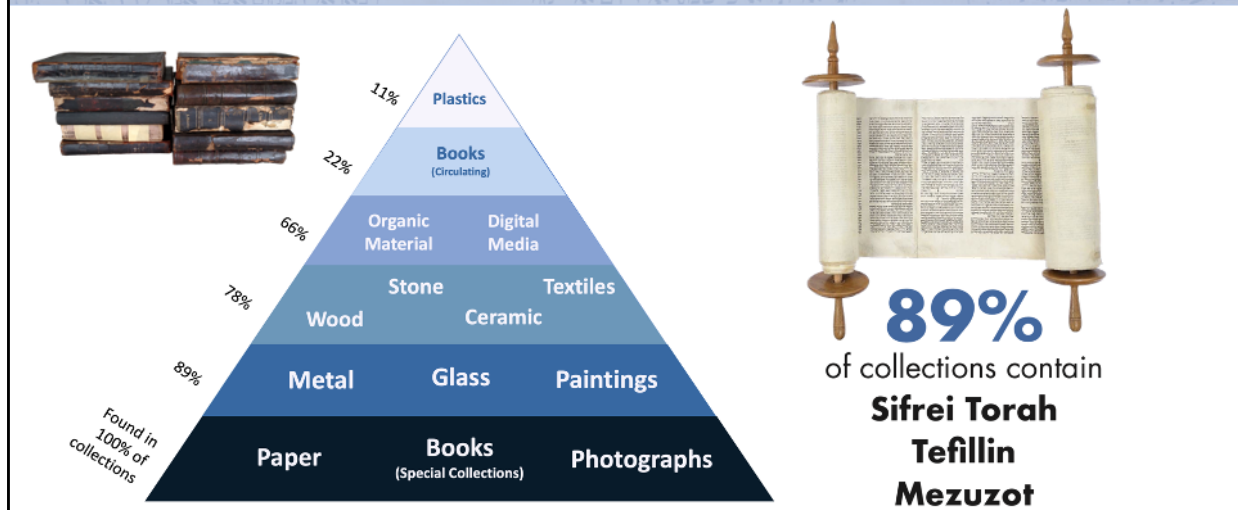 11%
Plastics
22%
Books
(Circulating)
66%
Organic
Material
Digital
Media
78%
Stone
Textiles
Wood
Ceramic
89%
Metal
Glass
Paintings
Found in
100% of
collections
Paper
Books
(Special Collections)
Photographs
89%
of collections contain
Sifrei Torah
Tefillin
Mezuzot